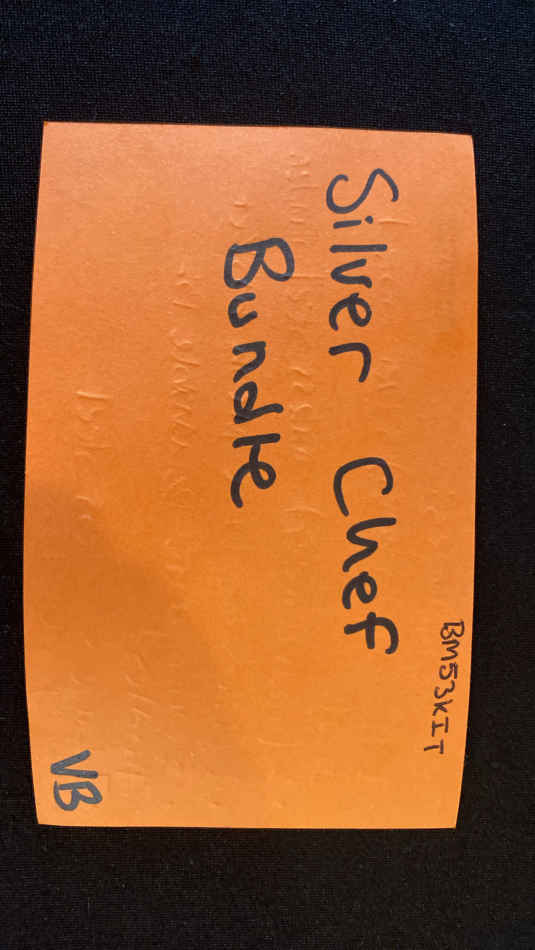 BM53KIT
Silver Chef
Bundle
VB